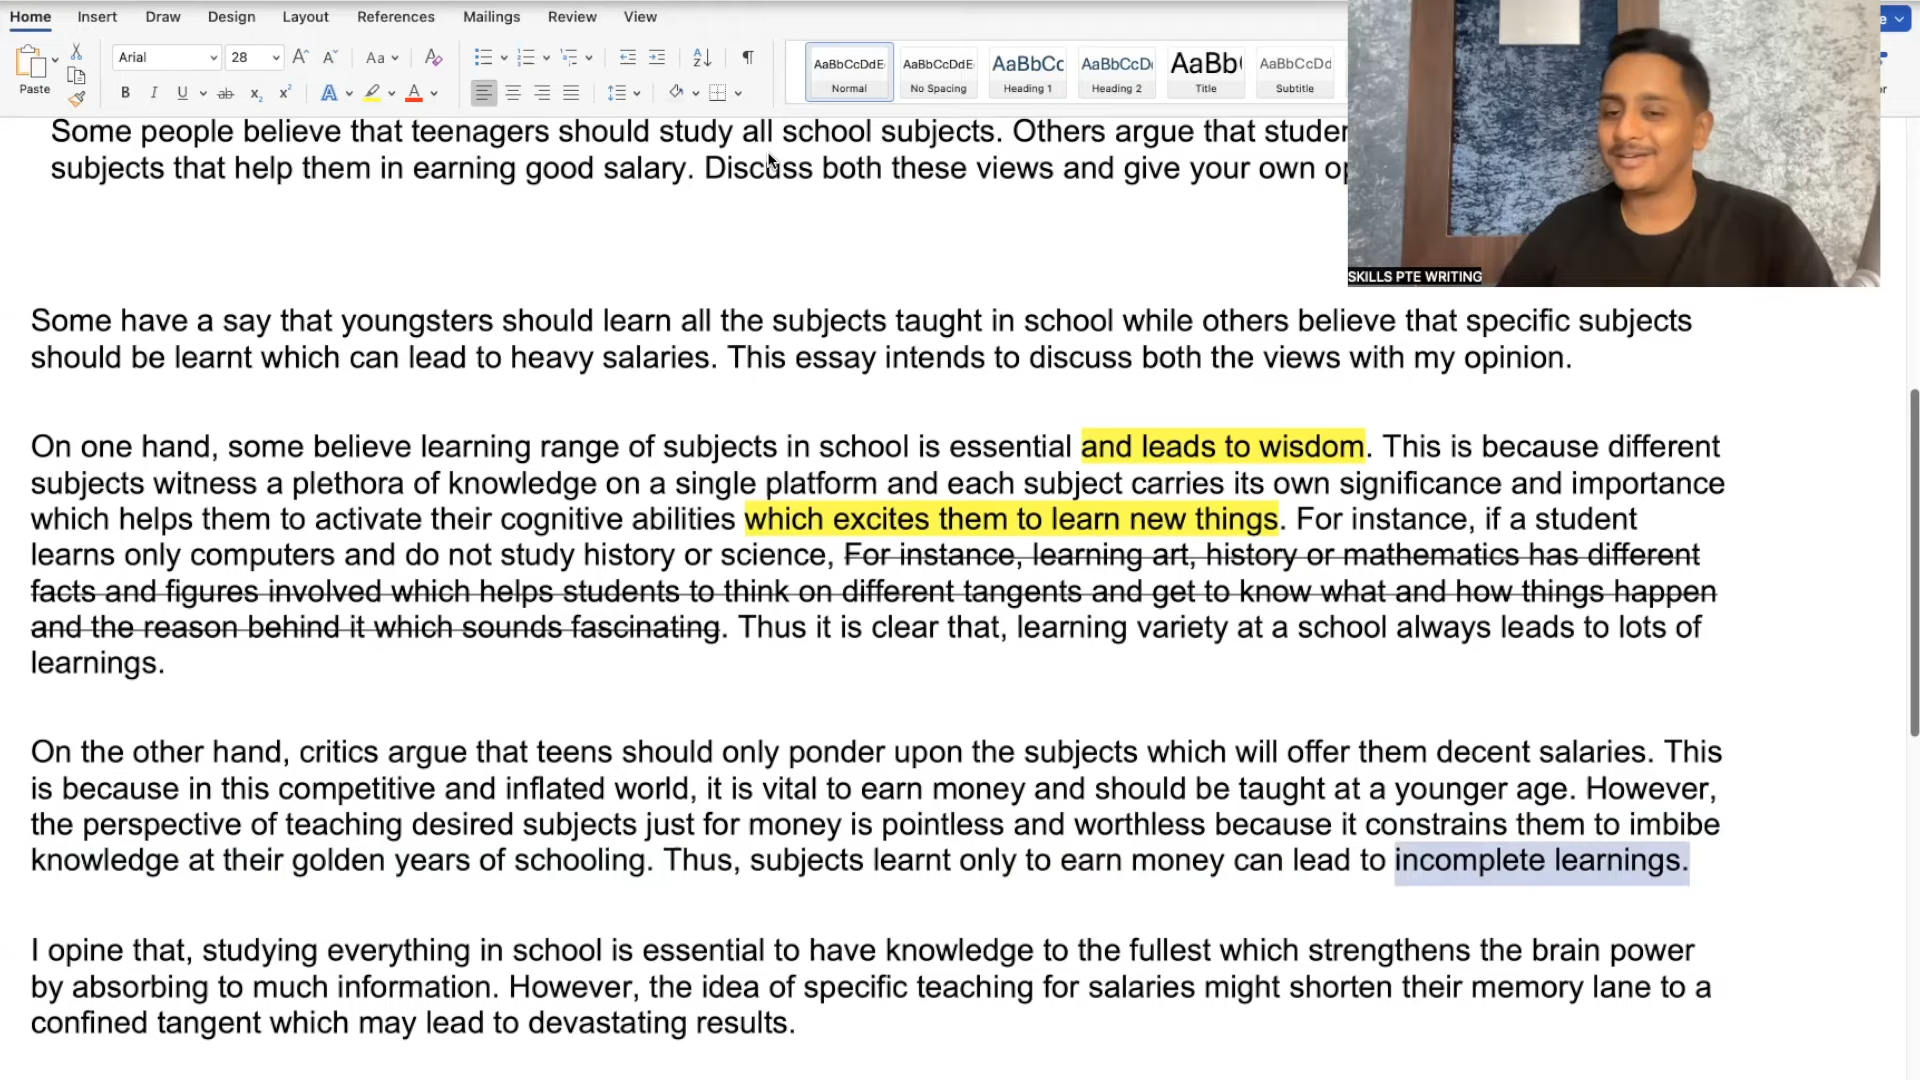 Home Insert Draw Design Layout References Mailings Review View
Arial 28 Aa
Paste B I U ab x2 x2 A A
AaBbCcDdE AaBbCcDdE AaBbCc AaBbCcD AaBb( AaBbCcDd
Normal No Spacing Heading 1 Heading 2 Title Subtitle
Some people believe that teenagers should study all school subjects. Others argue that
subjects that help them in earning good salary. Discuss both these views and give your own
SKILLS PTE WRITING
Some have a say that youngsters should learn all the subjects taught in school while others believe that specific subjects
should be learnt which can lead to heavy salaries. This essay intends to discuss both the views with my opinion.
On one hand, some believe learning range of subjects in school is essential and leads to wisdom. This is because different
subjects witness a plethora of knowledge on a single platform and each subject carries its own significance and importance
which helps them to activate their cognitive abilities which excites them to learn new things. For instance, if a student
learns only computers and do not study history or science, For instance, learning art, history or mathematics has different
facts and figures involved which helps students to think on different tangents and get to know what and how things happen
and the reason behind it which sounds fascinating. Thus it is clear that, learning variety at a school always leads to lots of
learnings.
On the other hand, critics argue that teens should only ponder upon the subjects which will offer them decent salaries. This
is because in this competitive and inflated world, it is vital to earn money and should be taught at a younger age. However,
the perspective of teaching desired subjects just for money is pointless and worthless because it constrains them to imbibe
knowledge at their golden years of schooling. Thus, subjects learnt only to earn money can lead to incomplete learnings.
I opine that, studying everything in school is essential to have knowledge to the fullest which strengthens the brain power
by absorbing to much information. However, the idea of specific teaching for salaries might shorten their memory lane to a
confined tangent which may lead to devastating results.